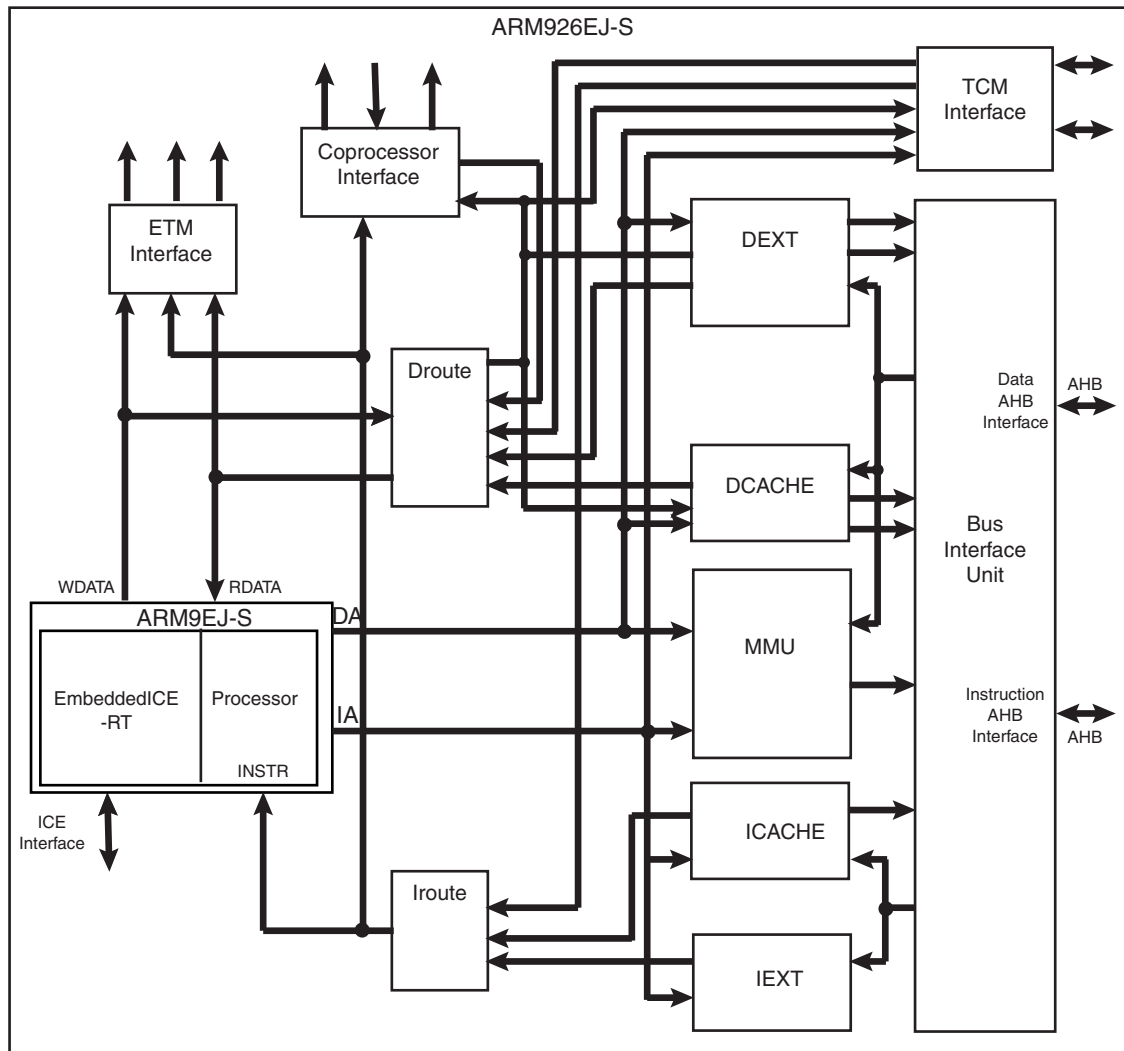 ARM926EJ-S
TCM
Interface
Coprocessor
Interface
ETM
Interface
DEXT
Droute
Data
AHB
Interface
AHB
DCACHE
Bus
Interface
Unit
WDATA
RDATA
ARM9EJ-S
DA
MMU
EmbeddedICE
-RT
Processor
IA
Instruction
AHB
Interface
AHB
INSTR
ICE
Interface
ICACHE
Iroute
IEXT